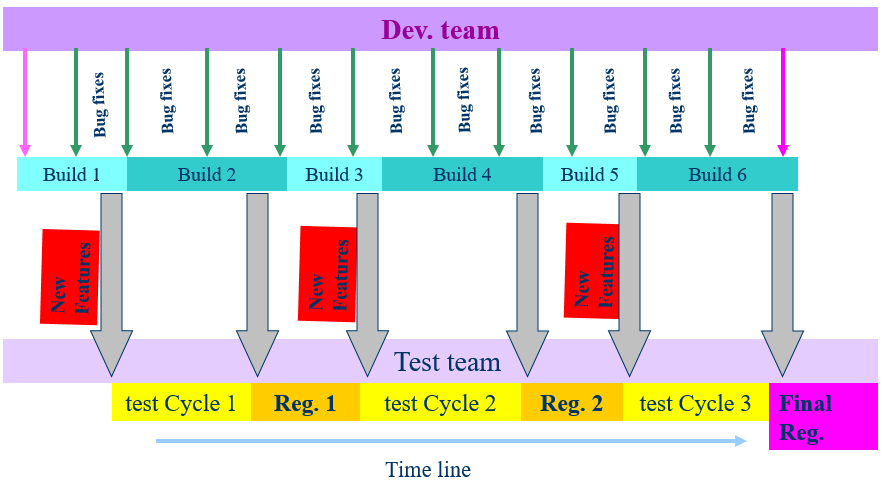 Dev. team
Bug fixes
Bug fixes
Bug fixes
Bug fixes
Bug fixes
Bug fixes
Bug fixes
Bug fixes
Bug fixes
Build 1
Build 2
Build 3
Build 4
Build 5
Build 6
New
Features
New
Features
New
Features
Test team
test Cycle 1
Reg. 1
test Cycle 2
Reg. 2
test Cycle 3
Final
Reg.
Time line